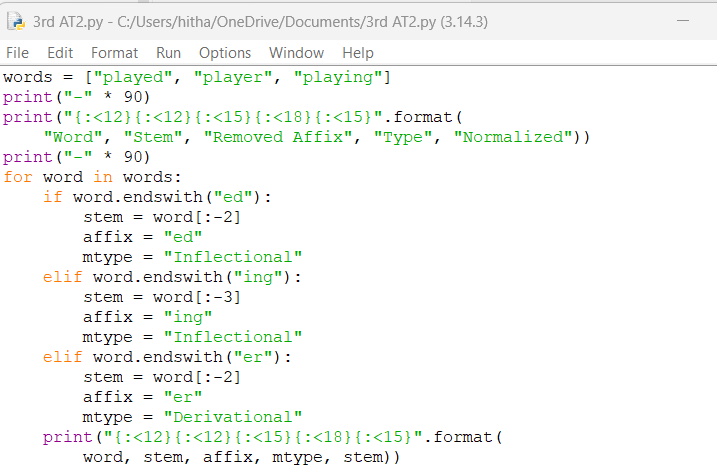 3rd AT2.py - C:/Users/hitha/OneDrive/Documents/3rd AT2.py (3.14.3)
File Edit Format Run Options Window Help
words = ["played", "player", "playing"]
print("-" * 90)
print("{:<12}{:<12}{:<15}{:<18}{:<15}".format(
    "Word", "Stem", "Removed Affix", "Type", "Normalized"))
print("-" * 90)
for word in words:
    if word.endswith("ed"):
        stem = word[:-2]
        affix = "ed"
        mtype = "Inflectional"
    elif word.endswith("ing"):
        stem = word[:-3]
        affix = "ing"
        mtype = "Inflectional"
    elif word.endswith("er"):
        stem = word[:-2]
        affix = "er"
        mtype = "Derivational"
    print("{:<12}{:<12}{:<15}{:<18}{:<15}".format(
        word, stem, affix, mtype, stem))